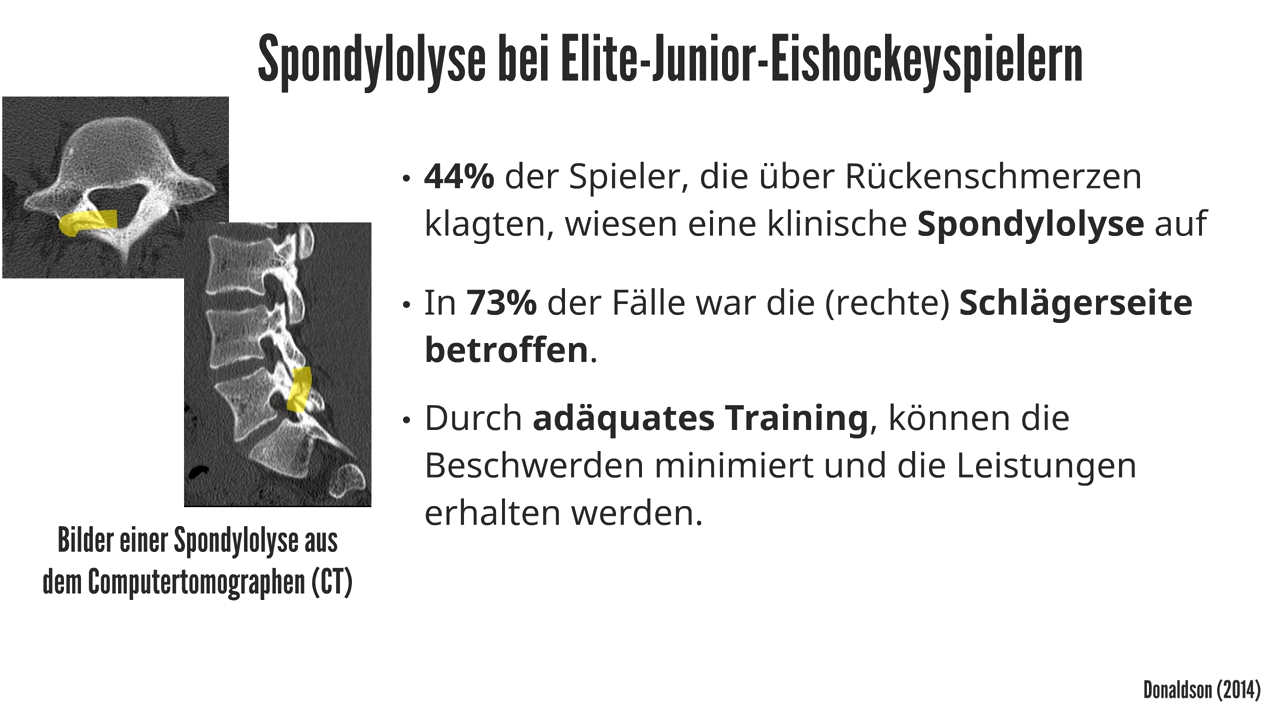 Spondylolyse bei Elite-Junior-Eishockeyspielern
• 44% der Spieler, die über Rückenschmerzen
klagten, wiesen eine klinische Spondylolyse auf
• In 73% der Fälle war die (rechte) Schlägerseite
betroffen.
• Durch adäquates Training, können die
Beschwerden minimiert und die Leistungen
erhalten werden.
Bilder einer Spondylolyse aus
dem Computertomographen (CT)
Donaldson (2014)